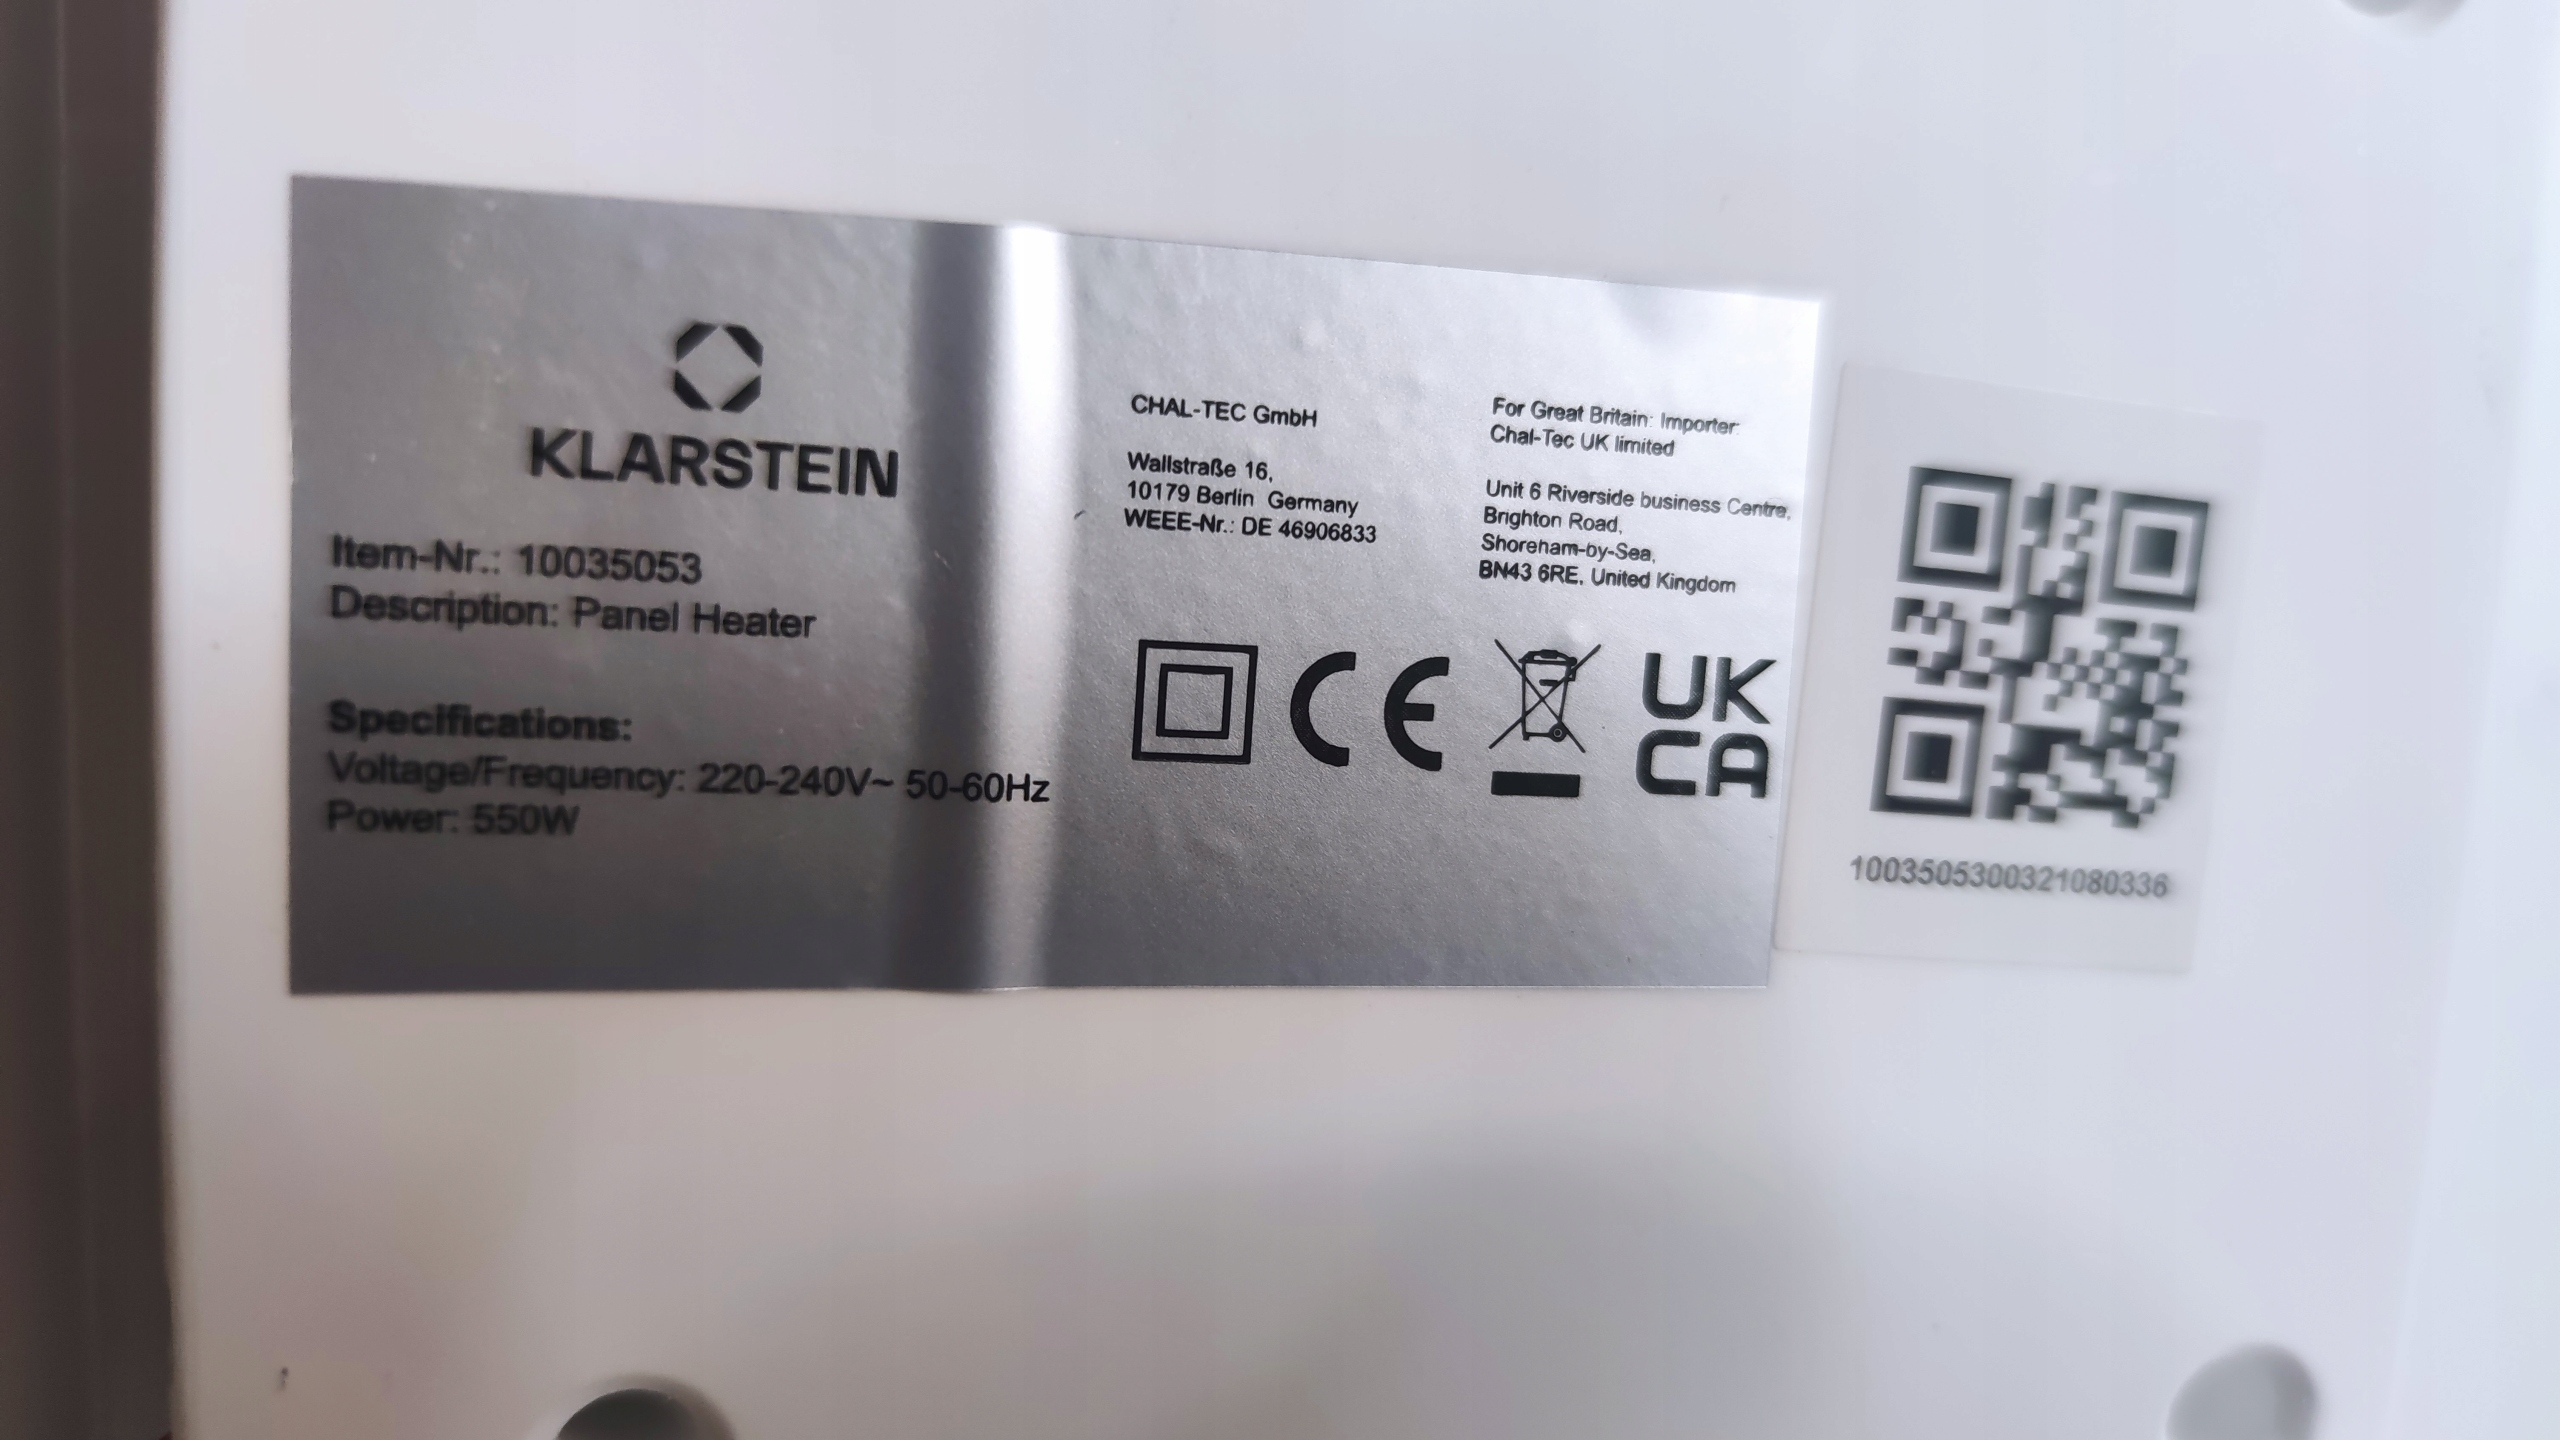 KLARSTEIN
Item-Nr.: 10035053
Description: Panel Heater
Specifications:
Voltage/Frequency: 220-240V~ 50-60Hz
Power: 550W
CHAL-TEC GmbH
Wallstraße 16,
10179 Berlin Germany
WEEE-Nr.: DE 46906833
For Great Britain: Importer:
Chal-Tec UK limited
Unit 6 Riverside business Centre,
Brighton Road,
Shoreham-by-Sea,
BN43 6RE, United Kingdom
CE
UK
CA
1003505300321080336